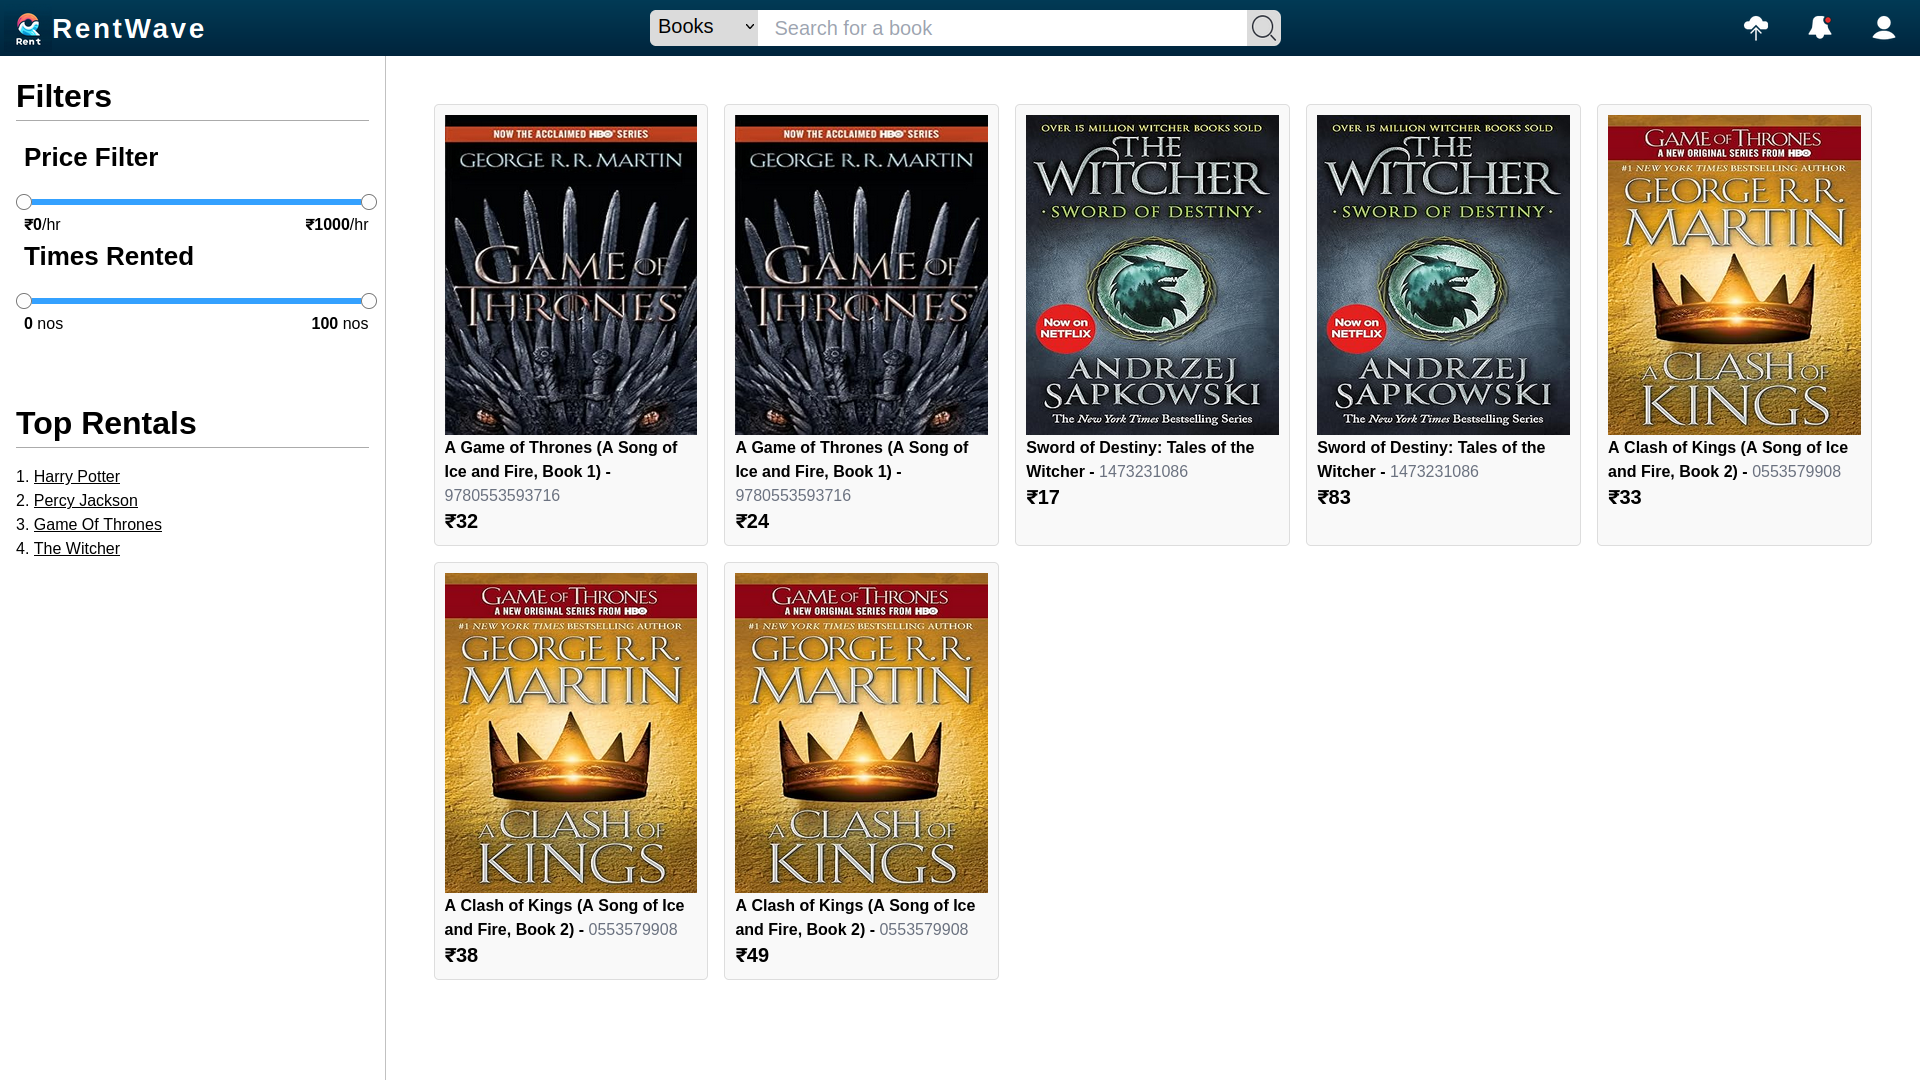 Rent
RentWave
Books
Search for a book
Filters
Price Filter
₹0/hr
₹1000/hr
Times Rented
0 nos
100 nos
Top Rentals
1. Harry Potter
2. Percy Jackson
3. Game Of Thrones
4. The Witcher
NOW THE ACCLAIMED HBO SERIES
GEORGE R. R. MARTIN
GAME OF
THRONES
A Game of Thrones (A Song of
Ice and Fire, Book 1) -
9780553593716
₹32
NOW THE ACCLAIMED HBO SERIES
GEORGE R. R. MARTIN
GAME OF
THRONES
A Game of Thrones (A Song of
Ice and Fire, Book 1) -
9780553593716
₹24
OVER 15 MILLION WITCHER BOOKS SOLD
THE
WITCHER
·SWORD OF DESTINY·
Now on
NETFLIX
ANDRZEJ
SAPKOWSKI
The New York Times Bestselling Series
Sword of Destiny: Tales of the
Witcher - 1473231086
₹17
OVER 15 MILLION WITCHER BOOKS SOLD
THE
WITCHER
·SWORD OF DESTINY·
Now on
NETFLIX
ANDRZEJ
SAPKOWSKI
The New York Times Bestselling Series
Sword of Destiny: Tales of the
Witcher - 1473231086
₹83
GAME OF THRONES
A NEW ORIGINAL SERIES FROM HBO
#1 NEW YORK TIMES BESTSELLING AUTHOR
GEORGE R.R.
MARTIN
A CLASH OF
KINGS
A Clash of Kings (A Song of Ice
and Fire, Book 2) - 0553579908
₹33
GAME OF THRONES
A NEW ORIGINAL SERIES FROM HBO
#1 NEW YORK TIMES BESTSELLING AUTHOR
GEORGE R.R.
MARTIN
A CLASH OF
KINGS
A Clash of Kings (A Song of Ice
and Fire, Book 2) - 0553579908
₹38
GAME OF THRONES
A NEW ORIGINAL SERIES FROM HBO
#1 NEW YORK TIMES BESTSELLING AUTHOR
GEORGE R.R.
MARTIN
A CLASH OF
KINGS
A Clash of Kings (A Song of Ice
and Fire, Book 2) - 0553579908
₹49